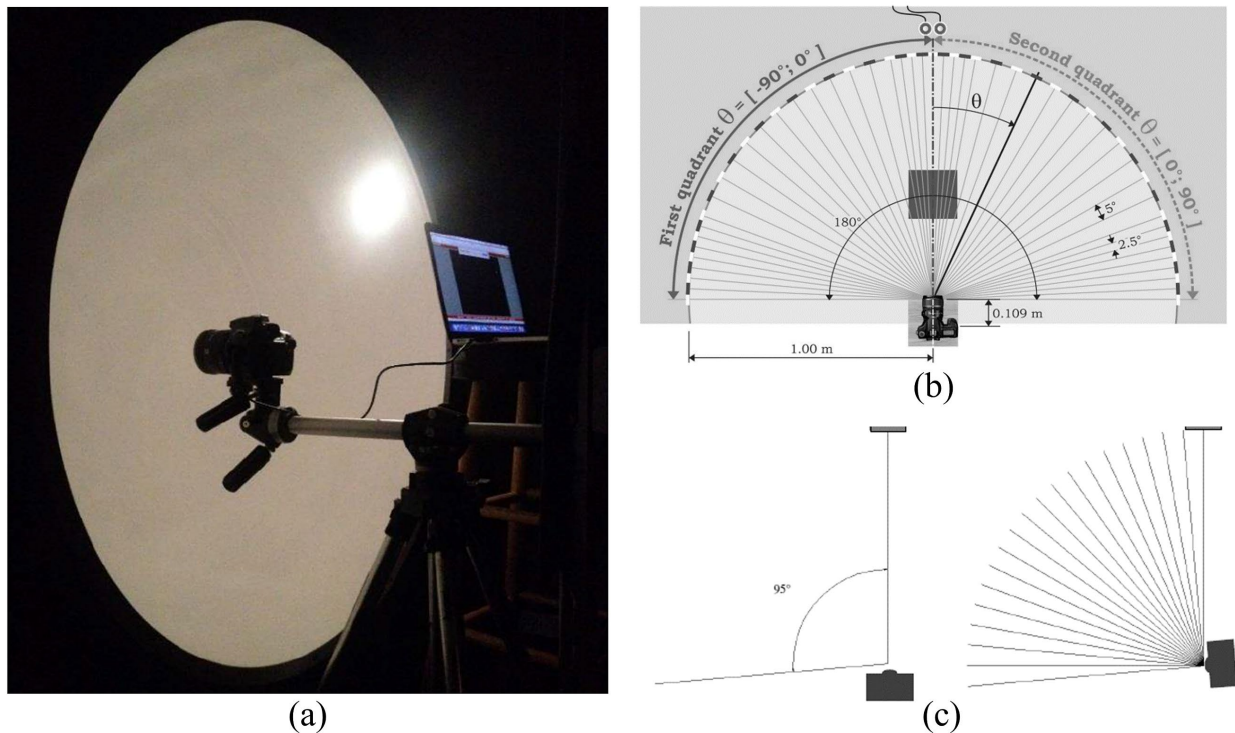 First quadrant θ = [ -90°; 0° ]
Second quadrant θ = [ 0°; 90° ]
θ
180°
5°
2.5°
0.109 m
1.00 m
(b)
95°
(a)
(c)